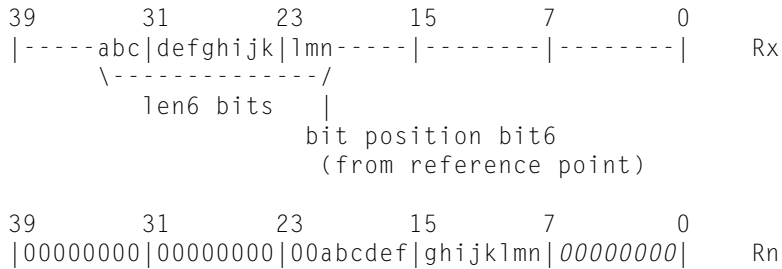 39 31 23 15 7 0
|-----abc|defghijk|lmn-----|--------|--------| Rx
\--------------/
len6 bits |
bit position bit6
(from reference point)
39 31 23 15 7 0
|00000000|00000000|00abcdef|ghijklmn|00000000| Rn